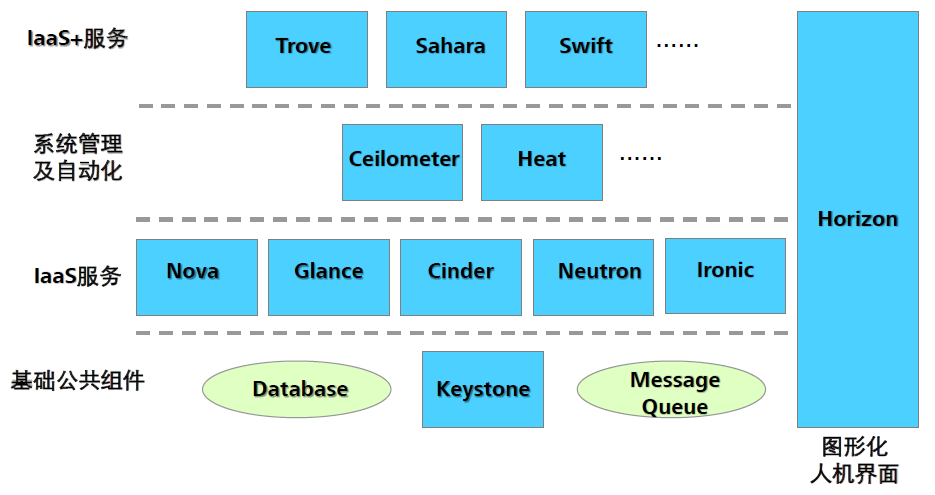 IaaS+服务
Trove
Sahara
Swift
……
系统管理
及自动化
Ceilometer
Heat
……
Horizon
IaaS服务
Nova
Glance
Cinder
Neutron
Ironic
基础公共组件
Database
Keystone
Message
Queue
图形化
人机界面